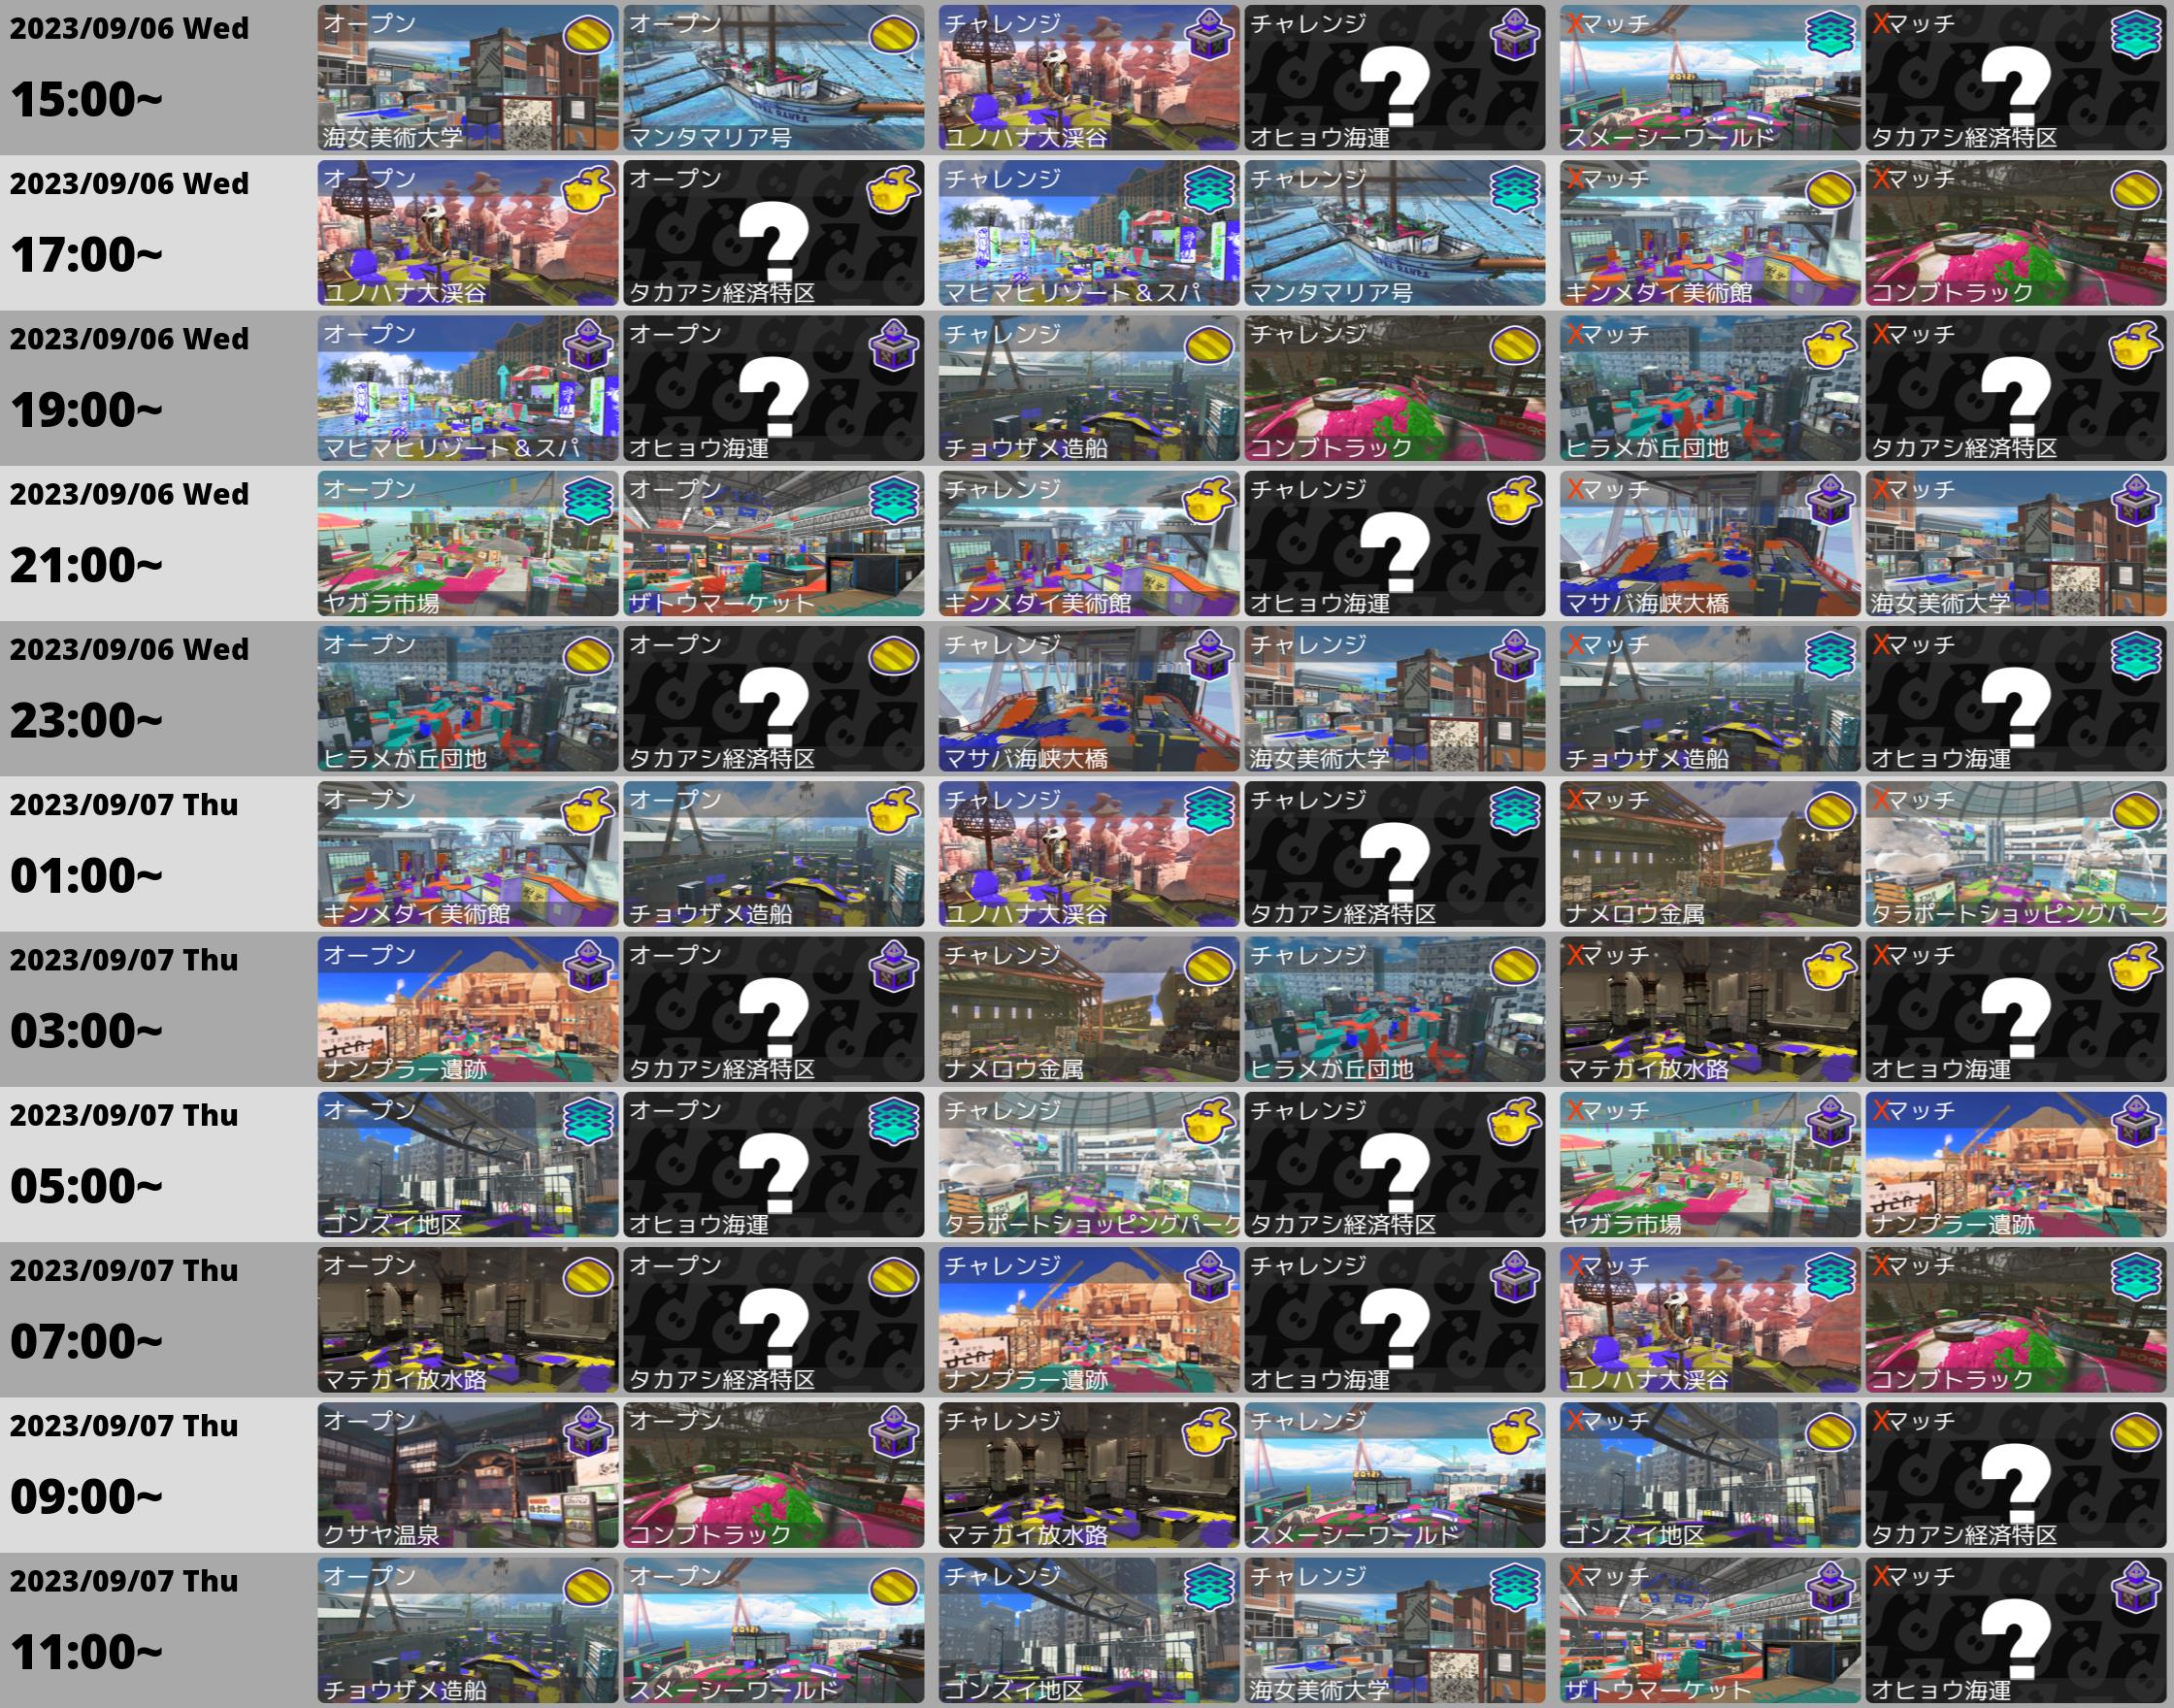 2023/09/06 Wed
15:00~
オープン
海女美術大学
オープン
マンタマリア号
チャレンジ
ユノハナ大渓谷
チャレンジ
オヒョウ海運
Xマッチ
スメーシーワールド
Xマッチ
タカアシ経済特区
2023/09/06 Wed
17:00~
オープン
ユノハナ大渓谷
オープン
タカアシ経済特区
チャレンジ
マヒマヒリゾート&スパ
チャレンジ
マンタマリア号
Xマッチ
キンメダイ美術館
Xマッチ
コンブトラック
2023/09/06 Wed
19:00~
オープン
マヒマヒリゾート&スパ
オープン
オヒョウ海運
チャレンジ
チョウザメ造船
チャレンジ
コンブトラック
Xマッチ
ヒラメが丘団地
Xマッチ
タカアシ経済特区
2023/09/06 Wed
21:00~
オープン
ヤガラ市場
オープン
ザトウマーケット
チャレンジ
キンメダイ美術館
チャレンジ
オヒョウ海運
Xマッチ
マサバ海峡大橋
Xマッチ
海女美術大学
2023/09/06 Wed
23:00~
オープン
ヒラメが丘団地
オープン
タカアシ経済特区
チャレンジ
マサバ海峡大橋
チャレンジ
海女美術大学
Xマッチ
チョウザメ造船
Xマッチ
オヒョウ海運
2023/09/07 Thu
01:00~
オープン
キンメダイ美術館
オープン
チョウザメ造船
チャレンジ
ユノハナ大渓谷
チャレンジ
タカアシ経済特区
Xマッチ
ナメロウ金属
Xマッチ
タラポートショッピングパーク
2023/09/07 Thu
03:00~
オープン
ナンプラー遺跡
オープン
タカアシ経済特区
チャレンジ
ナメロウ金属
チャレンジ
ヒラメが丘団地
Xマッチ
マテガイ放水路
Xマッチ
オヒョウ海運
2023/09/07 Thu
05:00~
オープン
ゴンズイ地区
オープン
オヒョウ海運
チャレンジ
タラポートショッピングパーク
チャレンジ
タカアシ経済特区
Xマッチ
ヤガラ市場
Xマッチ
ナンプラー遺跡
2023/09/07 Thu
07:00~
オープン
マテガイ放水路
オープン
タカアシ経済特区
チャレンジ
ナンプラー遺跡
チャレンジ
オヒョウ海運
Xマッチ
ユノハナ大渓谷
Xマッチ
コンブトラック
2023/09/07 Thu
09:00~
オープン
クサヤ温泉
オープン
コンブトラック
チャレンジ
マテガイ放水路
チャレンジ
スメーシーワールド
Xマッチ
ゴンズイ地区
Xマッチ
タカアシ経済特区
2023/09/07 Thu
11:00~
オープン
チョウザメ造船
オープン
スメーシーワールド
チャレンジ
ゴンズイ地区
チャレンジ
海女美術大学
Xマッチ
ザトウマーケット
Xマッチ
オヒョウ海運